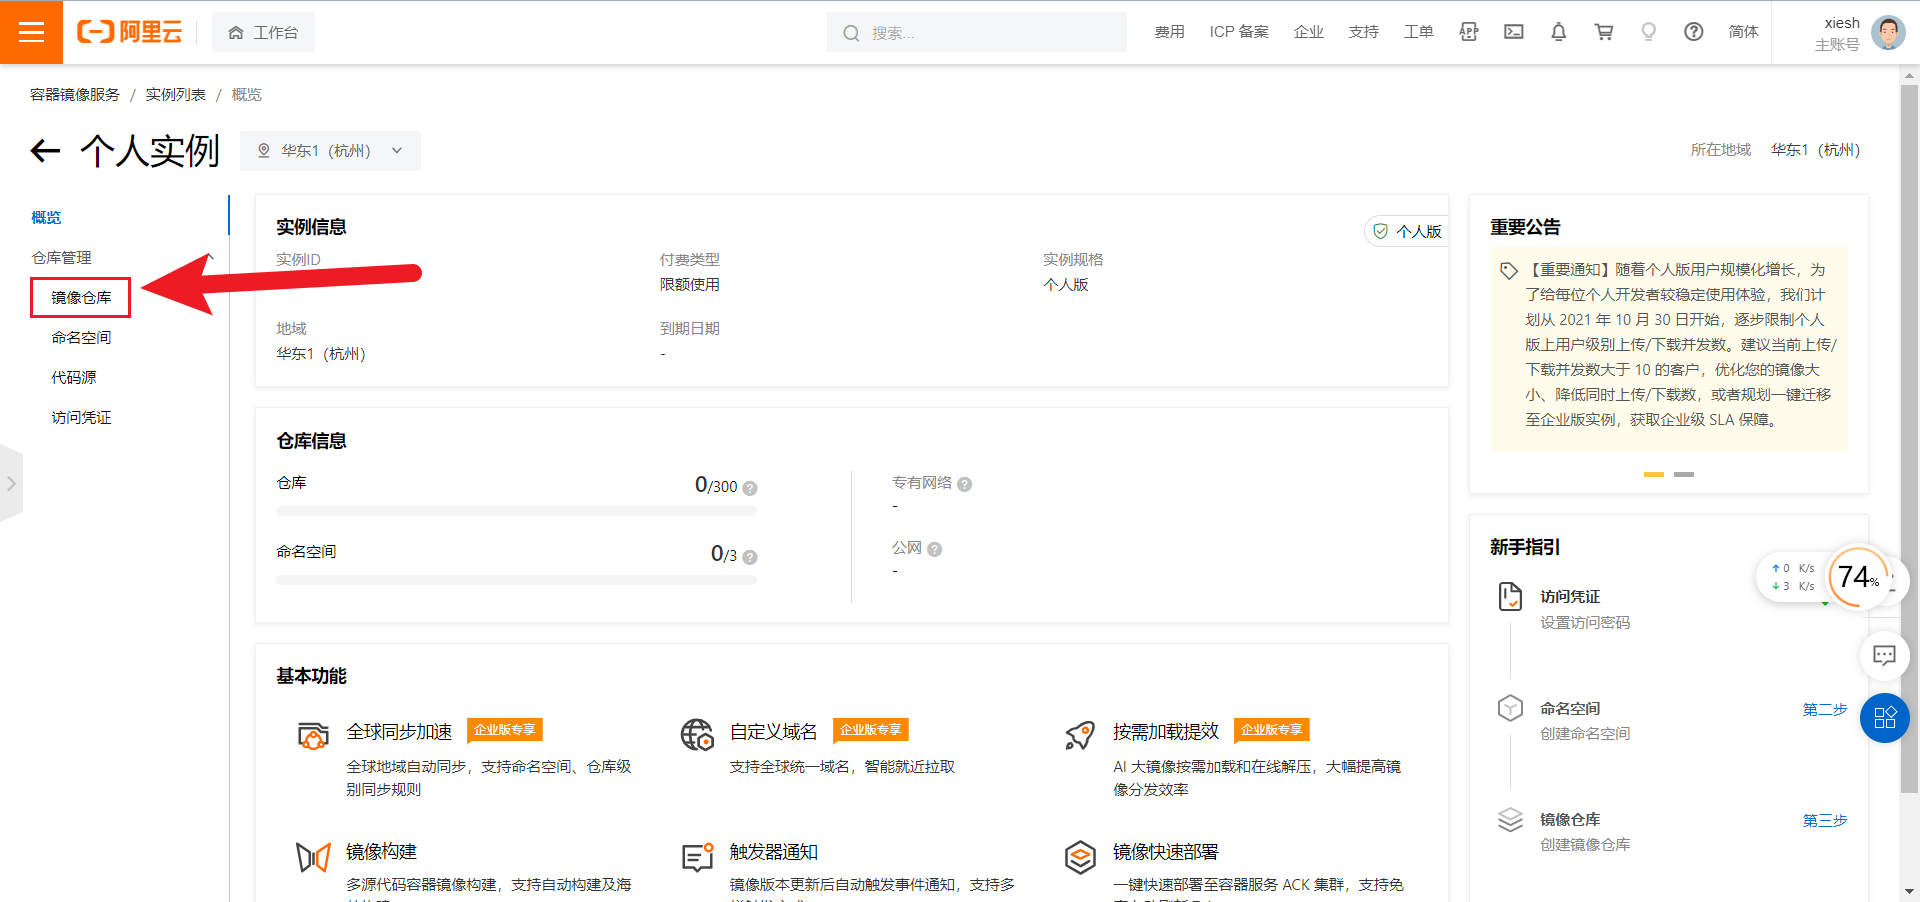 阿里云
工作台
搜索...
费用
ICP 备案
企业
支持
工单
APP
简体
xiesh
主账号
容器镜像服务 / 实例列表 / 概览
个人实例
华东1（杭州）
所在地域 华东1（杭州）
概览
仓库管理
镜像仓库
命名空间
代码源
访问凭证
实例信息
个人版
实例ID
付费类型
限额使用
实例规格
个人版
地域
华东1（杭州）
到期日期
-
仓库信息
仓库
0/300
命名空间
0/3
专有网络
-
公网
-
基本功能
全球同步加速 企业版专享
全球地域自动同步，支持命名空间、仓库级
别同步规则
自定义域名 企业版专享
支持全球统一域名，智能就近拉取
按需加载提效 企业版专享
AI 大镜像按需加载和在线解压，大幅提高镜
像分发效率
镜像构建
多源代码容器镜像构建，支持自动构建及海
触发器通知
镜像版本更新后自动触发事件通知，支持多
镜像快速部署
一键快速部署至容器服务 ACK 集群，支持免
重要公告
【重要通知】随着个人版用户规模化增长，为
了给每位个人开发者较稳定使用体验，我们计
划从 2021 年 10 月 30 日开始，逐步限制个人
版上用户级别上传/下载并发数。建议当前上传/
下载并发数大于 10 的客户，优化您的镜像大
小、降低同时上传/下载数，或者规划一键迁移
至企业版实例，获取企业级 SLA 保障。
新手指引
访问凭证
设置访问密码
↑ 0 K/s
↓ 3 K/s
74%
命名空间
第二步
创建命名空间
镜像仓库
第三步
创建镜像仓库